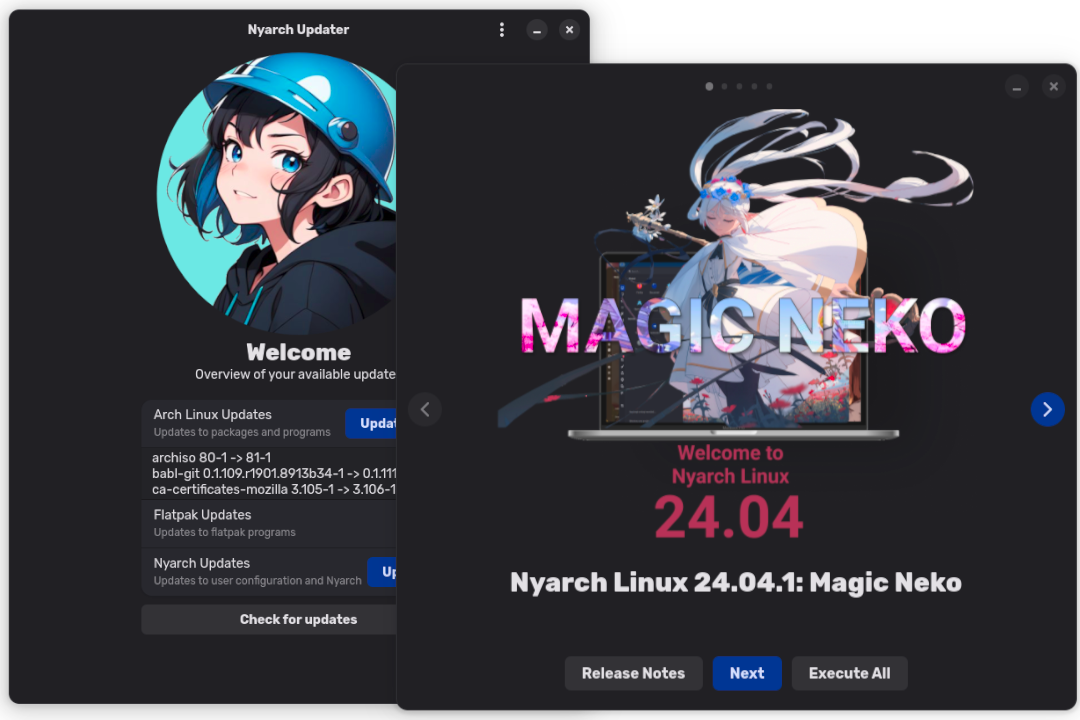 Nyarch Updater
Welcome
Overview of your available update
Arch Linux Updates
Updates to packages and programs
Updat
archiso 80-1 -> 81-1
babl-git 0.1.109.r1901.8913b34-1 -> 0.1.111
ca-certificates-mozilla 3.105-1 -> 3.106-1
Flatpak Updates
Updates to flatpak programs
Nyarch Updates
Updates to user configuration and Nyarch
Up
Check for updates
MAGIC NEKO
Welcome to
Nyarch Linux
24.04
Nyarch Linux 24.04.1: Magic Neko
Release Notes
Next
Execute All